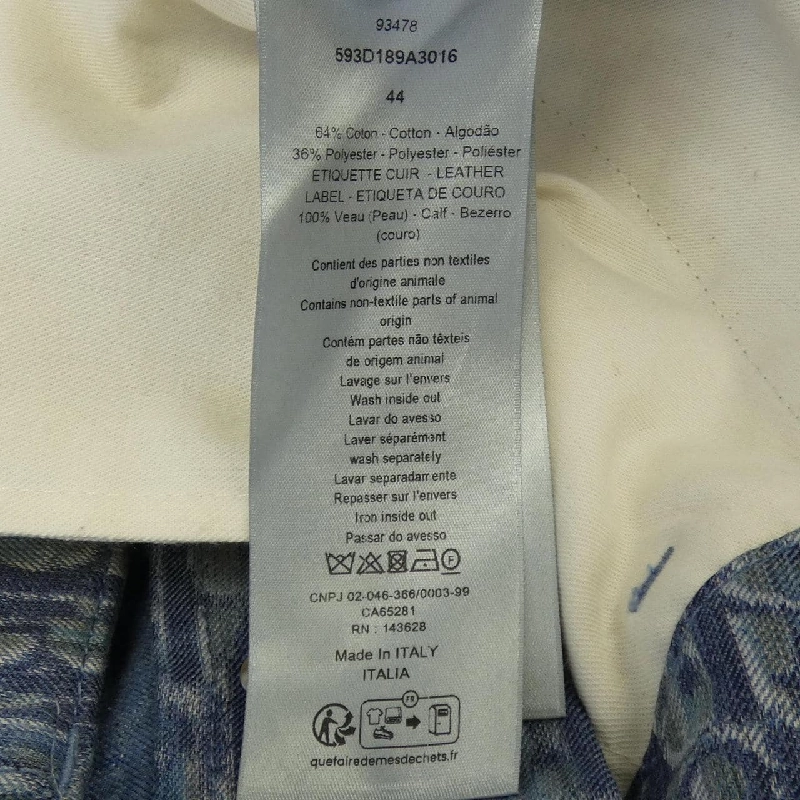 93478
593D189A3016
44
64% Coton - Cotton - Algodão
36% Polyester - Polyester - Poliéster
ETIQUETTE CUIR - LEATHER
LABEL - ETIQUETA DE COURO
100% Veau (Peau) - Calf - Bezerro
(couro)
Contient des parties non textiles
d'origine animale
Contains non-textile parts of animal
origin
Contém partes não têxteis
de origem animal
Lavage sur l'envers
Wash inside out
Lavar do avesso
Laver séparément
wash separately
Lavar separadamente
Repasser sur l'envers
Iron inside out
Passar do avesso
F
CNPJ 02-046-366/0003-99
CA65281
RN : 143628
Made in ITALY
ITALIA
FR
quefairedemesdechets.fr